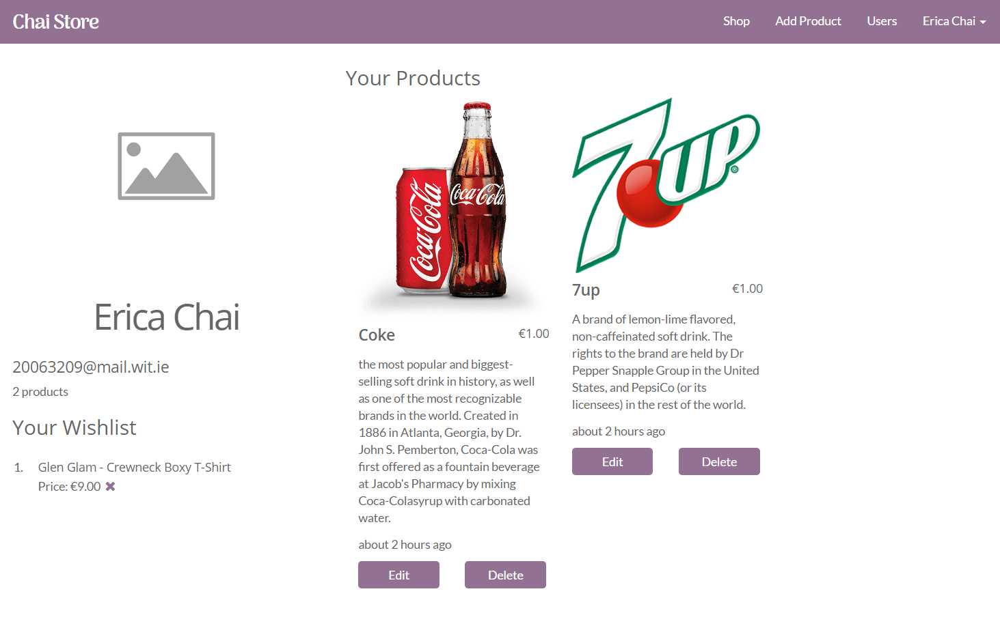 Chai Store
Shop
Add Product
Users
Erica Chai
Erica Chai
20063209@mail.wit.ie
2 products
Your Wishlist
1. Glen Glam - Crewneck Boxy T-Shirt
Price: €9.00
Your Products
Coca-Cola
Coca-Cola
Coke €1.00
the most popular and biggest-
selling soft drink in history, as well
as one of the most recognizable
brands in the world. Created in
1886 in Atlanta, Georgia, by Dr.
John S. Pemberton, Coca-Cola was
first offered as a fountain beverage
at Jacob's Pharmacy by mixing
Coca-Colasyrup with carbonated
water.
about 2 hours ago
Edit
Delete
7UP®
7up €1.00
A brand of lemon-lime flavored,
non-caffeinated soft drink. The
rights to the brand are held by Dr
Pepper Snapple Group in the United
States, and PepsiCo (or its
licensees) in the rest of the world.
about 2 hours ago
Edit
Delete